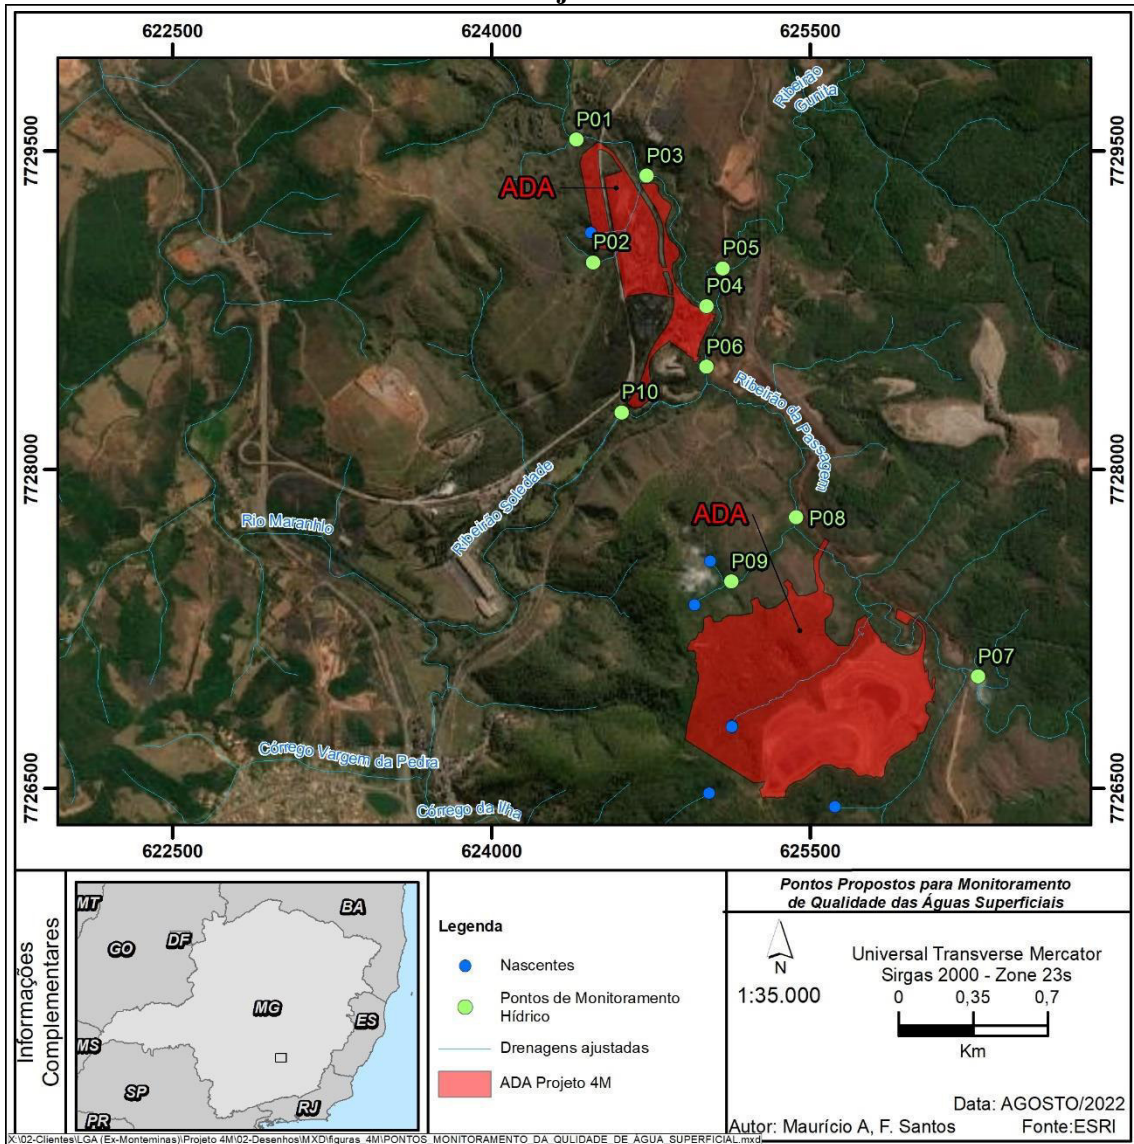 622500 624000 625500
7729500
7728000
7726500
7729500
7728000
7726500
Ribeirão
Gunita
P01
P03
ADA
P02
P05
P04
P06
P10
Ribeirão da Passagem
Ribeirão Soledade
Rio Maranhlo
ADA
P08
P09
P07
Córrego Vargem da Pedra
Córrego da Ilha
622500 624000 625500
Informações
Complementares
MT
GO
DF
BA
MG
ES
MS
SP
RJ
PR
Legenda
Nascentes
Pontos de Monitoramento
Hídrico
Drenagens ajustadas
ADA Projeto 4M
Pontos Propostos para Monitoramento
de Qualidade das Águas Superficiais
N
1:35.000
Universal Transverse Mercator
Sirgas 2000 - Zone 23s
0 0,35 0,7
Km
Data: AGOSTO/2022
Autor: Maurício A, F. Santos Fonte:ESRI
X:\02-Clientes\LGA (Ex-Monteminas)\Projeto 4M\02-Desenhos\MXD\figuras_4M\PONTOS_MONITORAMENTO_DA_QULIDADE_DE_AGUA_SUPERFICIAL.mxd